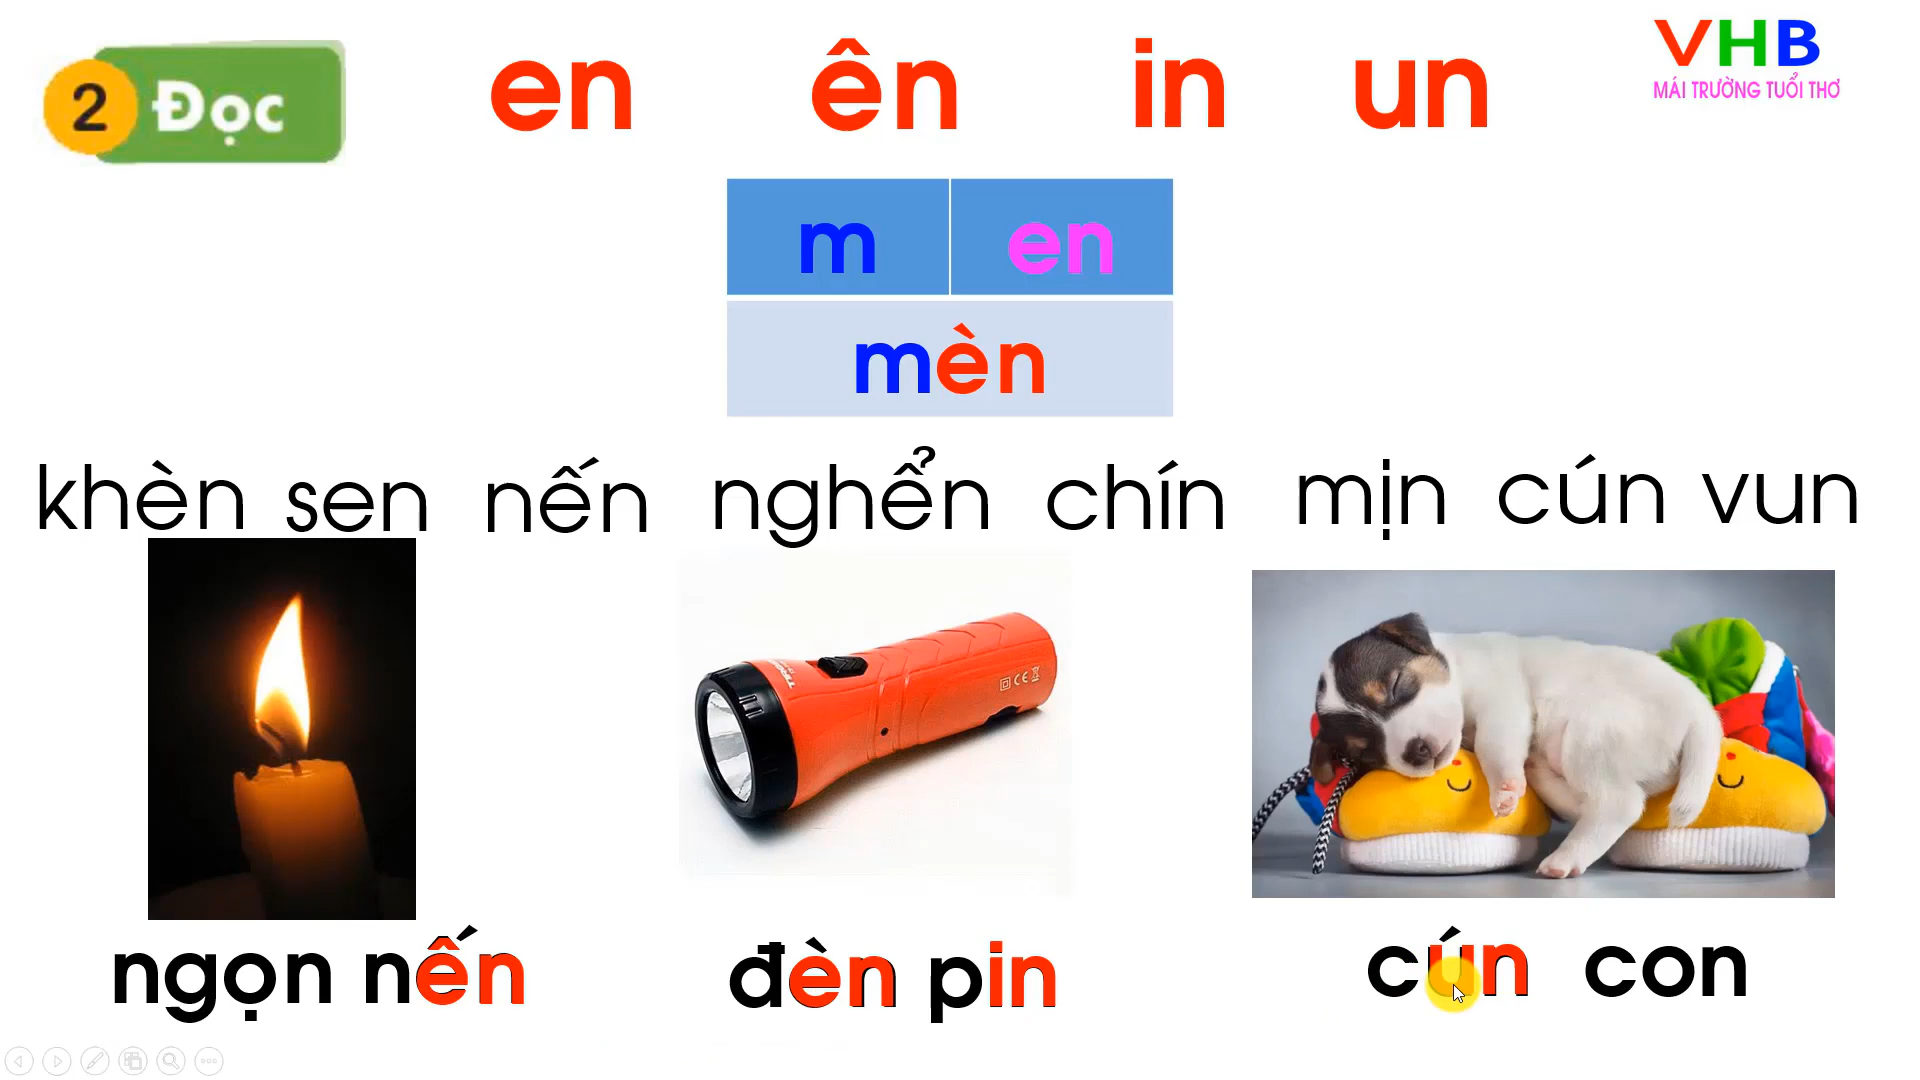 2 Đọc en ên in un VHB
MÁI TRƯỜNG TUỔI THƠ
m en
mèn
khèn sen nến nghển chín mịn cún vun
ngọn nến đèn pin cún con